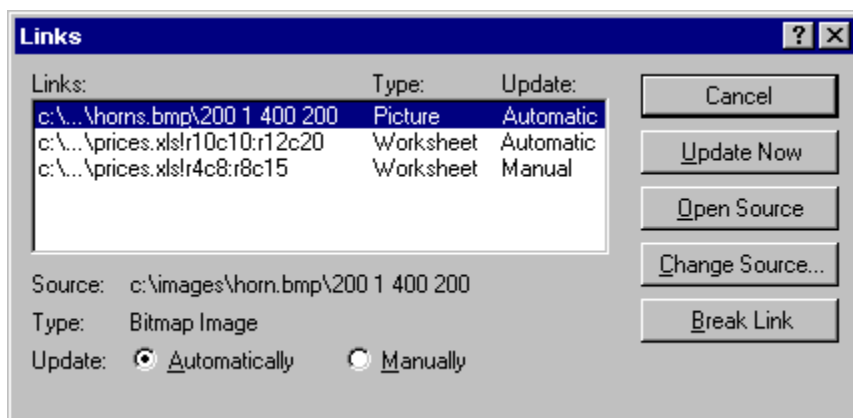 Links
Links: Type: Update:
c:\...\horns.bmp\200 1 400 200 Picture Automatic
c:\...\prices.xls!r10c10:r12c20 Worksheet Automatic
c:\...\prices.xls!r4c8:r8c15 Worksheet Manual
Source: c:\images\horn.bmp\200 1 400 200
Type: Bitmap Image
Update: Automatically Manually
Cancel
Update Now
Open Source
Change Source...
Break Link